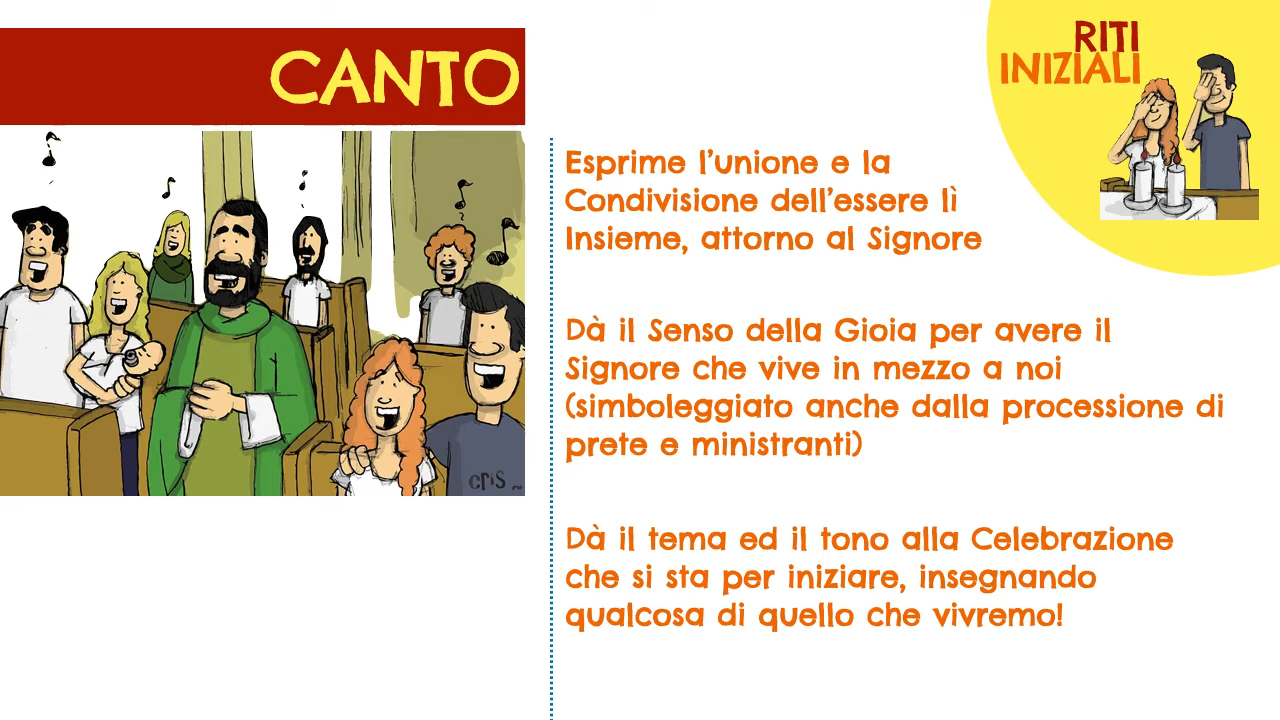 CANTO
RITI
INIZIALI
Esprime l'unione e la
Condivisione dell'essere lì
Insieme, attorno al Signore
Dà il Senso della Gioia per avere il
Signore che vive in mezzo a noi
(simboleggiato anche dalla processione di
prete e ministranti)
Dà il tema ed il tono alla Celebrazione
che si sta per iniziare, insegnando
qualcosa di quello che vivremo!
cris